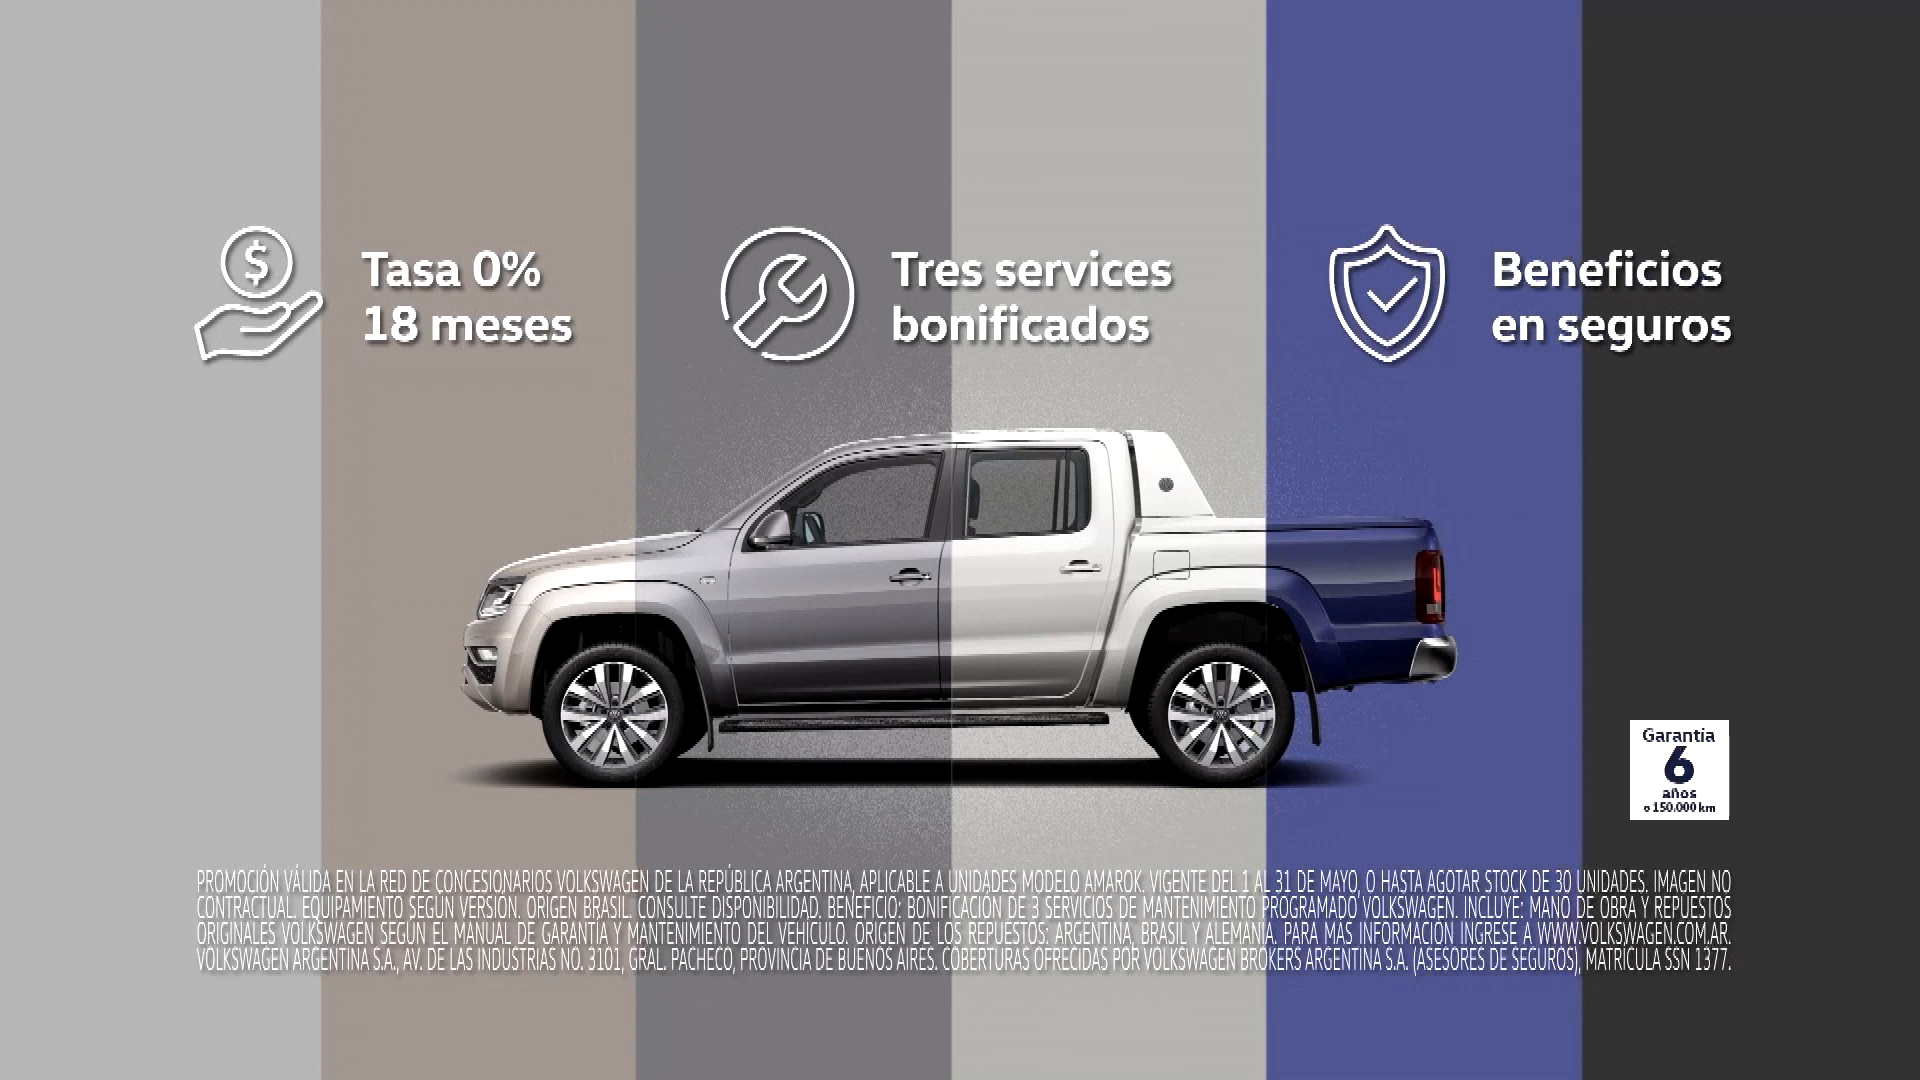 Tasa 0%
18 meses
Tres services
bonificados
Beneficios
en seguros
Garantía
6
años
o 150.000 km
PROMOCIÓN VÁLIDA EN LA RED DE CONCESIONARIOS VOLKSWAGEN DE LA REPÚBLICA ARGENTINA, APLICABLE A UNIDADES MODELO AMAROK. VIGENTE DEL 1 AL 31 DE MAYO, O HASTA AGOTAR STOCK DE 30 UNIDADES. IMAGEN NO
CONTRACTUAL. EQUIPAMIENTO SEGÚN VERSIÓN. ORIGEN BRASIL. CONSULTE DISPONIBILIDAD. BENEFICIO: BONIFICACIÓN DE 3 SERVICIOS DE MANTENIMIENTO PROGRAMADO VOLKSWAGEN. INCLUYE: MANO DE OBRA Y REPUESTOS
ORIGINALES VOLKSWAGEN SEGÚN EL MANUAL DE GARANTÍA Y MANTENIMIENTO DEL VEHÍCULO. ORIGEN DE LOS REPUESTOS: ARGENTINA, BRASIL Y ALEMANIA. PARA MÁS INFORMACIÓN INGRESE A WWW.VOLKSWAGEN.COM.AR.
VOLKSWAGEN ARGENTINA S.A., AV. DE LAS INDUSTRIAS NO. 3101, GRAL. PACHECO, PROVINCIA DE BUENOS AIRES. COBERTURAS OFRECIDAS POR VOLKSWAGEN BROKERS ARGENTINA S.A. (ASESORES DE SEGUROS), MATRÍCULA SSN 1377.